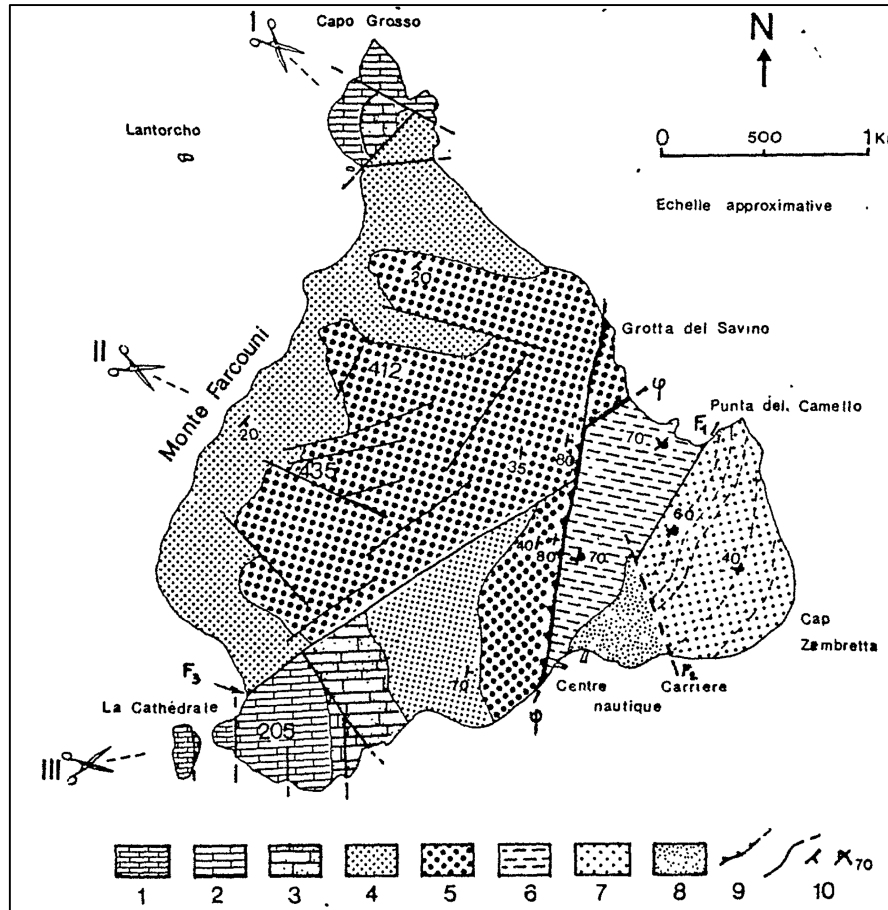 I
Capo Grosso
N
Lantorcho
0 500 1 K
Echelle approximative
20
Grotta del Savino
II
Monte Farcouni
412
φ
Punta del. Camello
F1
70
20
435
35
80
60
40
80
70
40
Cap
Zembretta
F3
70
F2
La Cathédrale
Centre
nautique
Carriere
205
φ
III
1 2 3 4 5 6 7 8 9 10
70